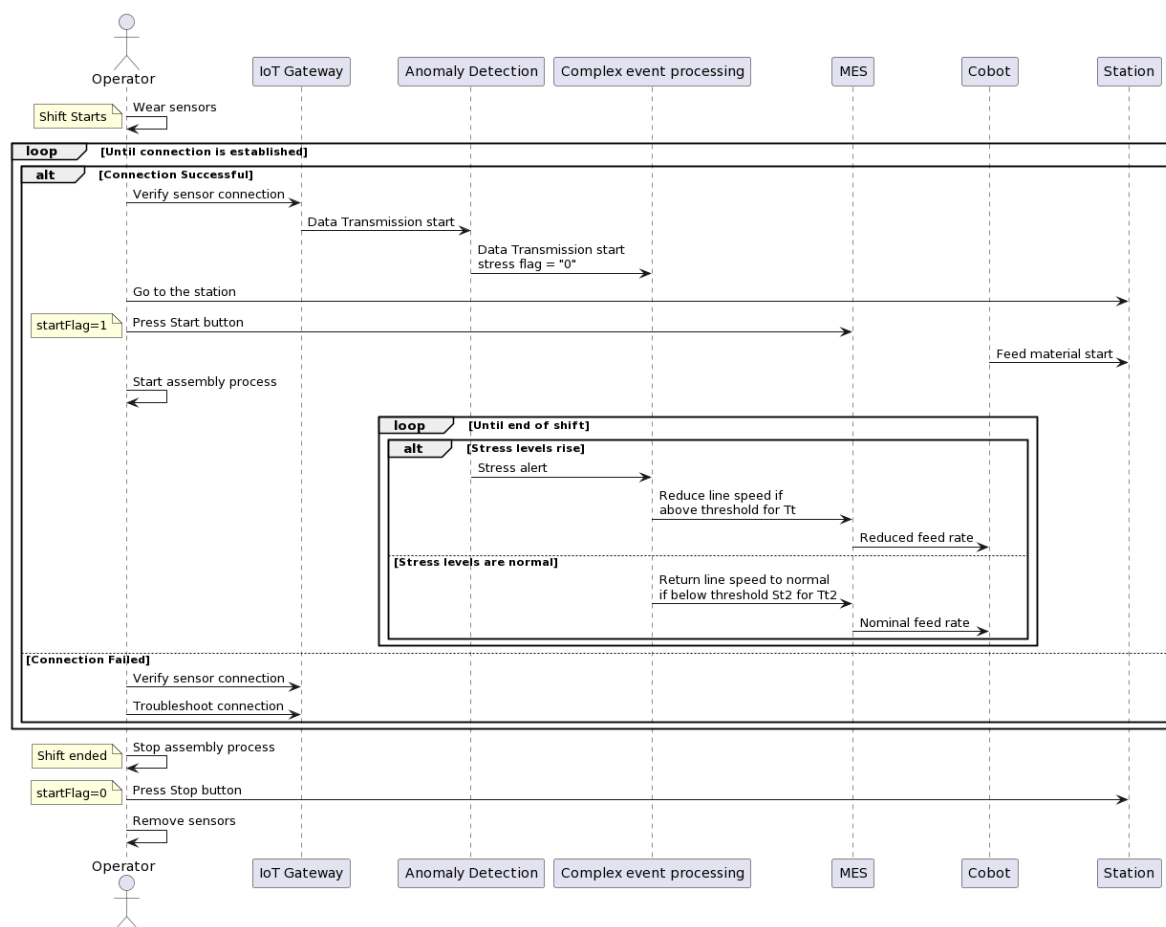 Operator
IoT Gateway
Anomaly Detection
Complex event processing
MES
Cobot
Station
Shift Starts
Wear sensors
loop
[Until connection is established]
alt
[Connection Successful]
Verify sensor connection
Data Transmission start
Data Transmission start
stress flag = "0"
Go to the station
startFlag=1
Press Start button
Feed material start
Start assembly process
loop
[Until end of shift]
alt
[Stress levels rise]
Stress alert
Reduce line speed if
above threshold for Tt
Reduced feed rate
[Stress levels are normal]
Return line speed to normal
if below threshold St2 for Tt2
Nominal feed rate
[Connection Failed]
Verify sensor connection
Troubleshoot connection
Shift ended
Stop assembly process
startFlag=0
Press Stop button
Remove sensors
Operator
IoT Gateway
Anomaly Detection
Complex event processing
MES
Cobot
Station